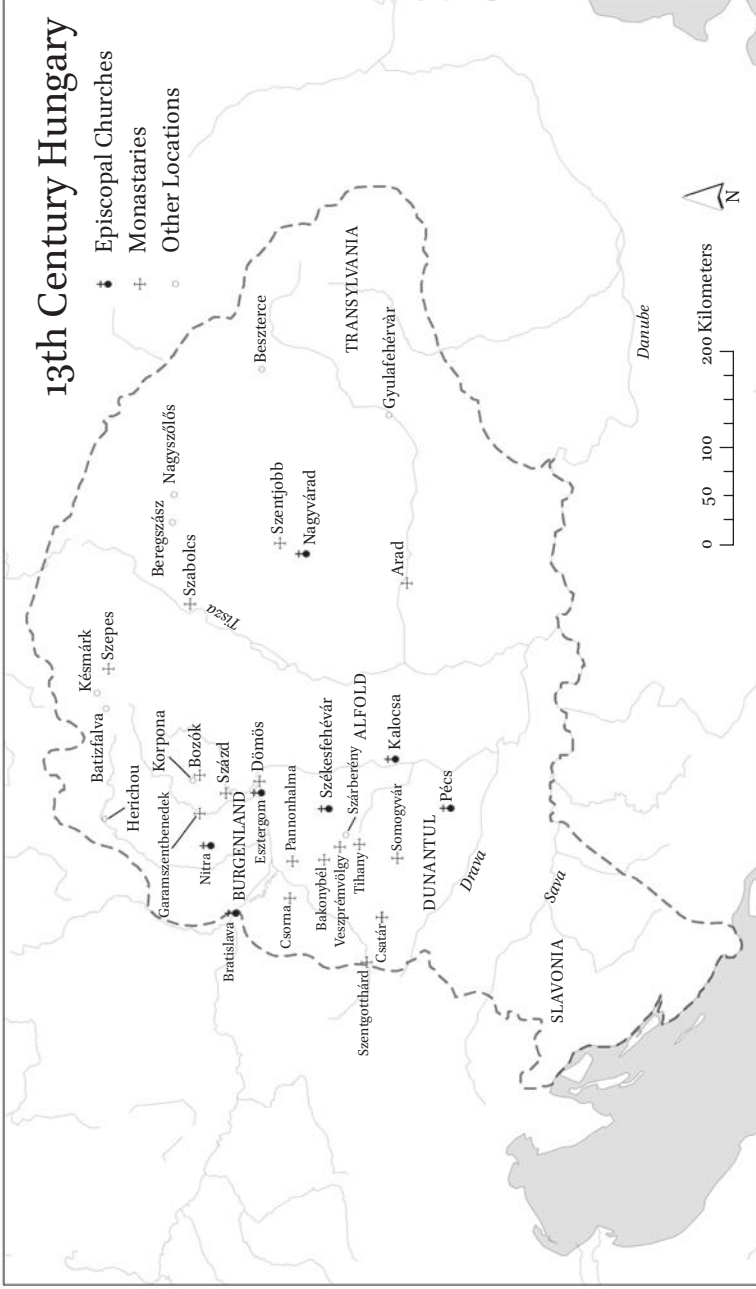 13th Century Hungary
Episcopal Churches
Monastaries
Other Locations
Késmárk
Szepes
Batizfalva
Herichou
Korpona
Bozók
Garamszentbenedek
Százd
Nitra
BURGENLAND
Esztergom
Dömös
Bratislava
Csorna
Pannonhalma
Bakonybél
Székesfehévár
Veszprémvölgy
Szárberény
Tihany
ALFOLD
Szentgotthárd
Csatár
Somogyvár
Kalocsa
DUNANTUL
Pécs
Drava
Sava
SLAVONIA
Beregszász
Nagyszőlős
Szabolcs
Tisza
Szentjobb
Nagyvárad
Arad
Beszterce
TRANSYLVANIA
Gyulafehérvàr
Danube
0 50 100 200 Kilometers
N